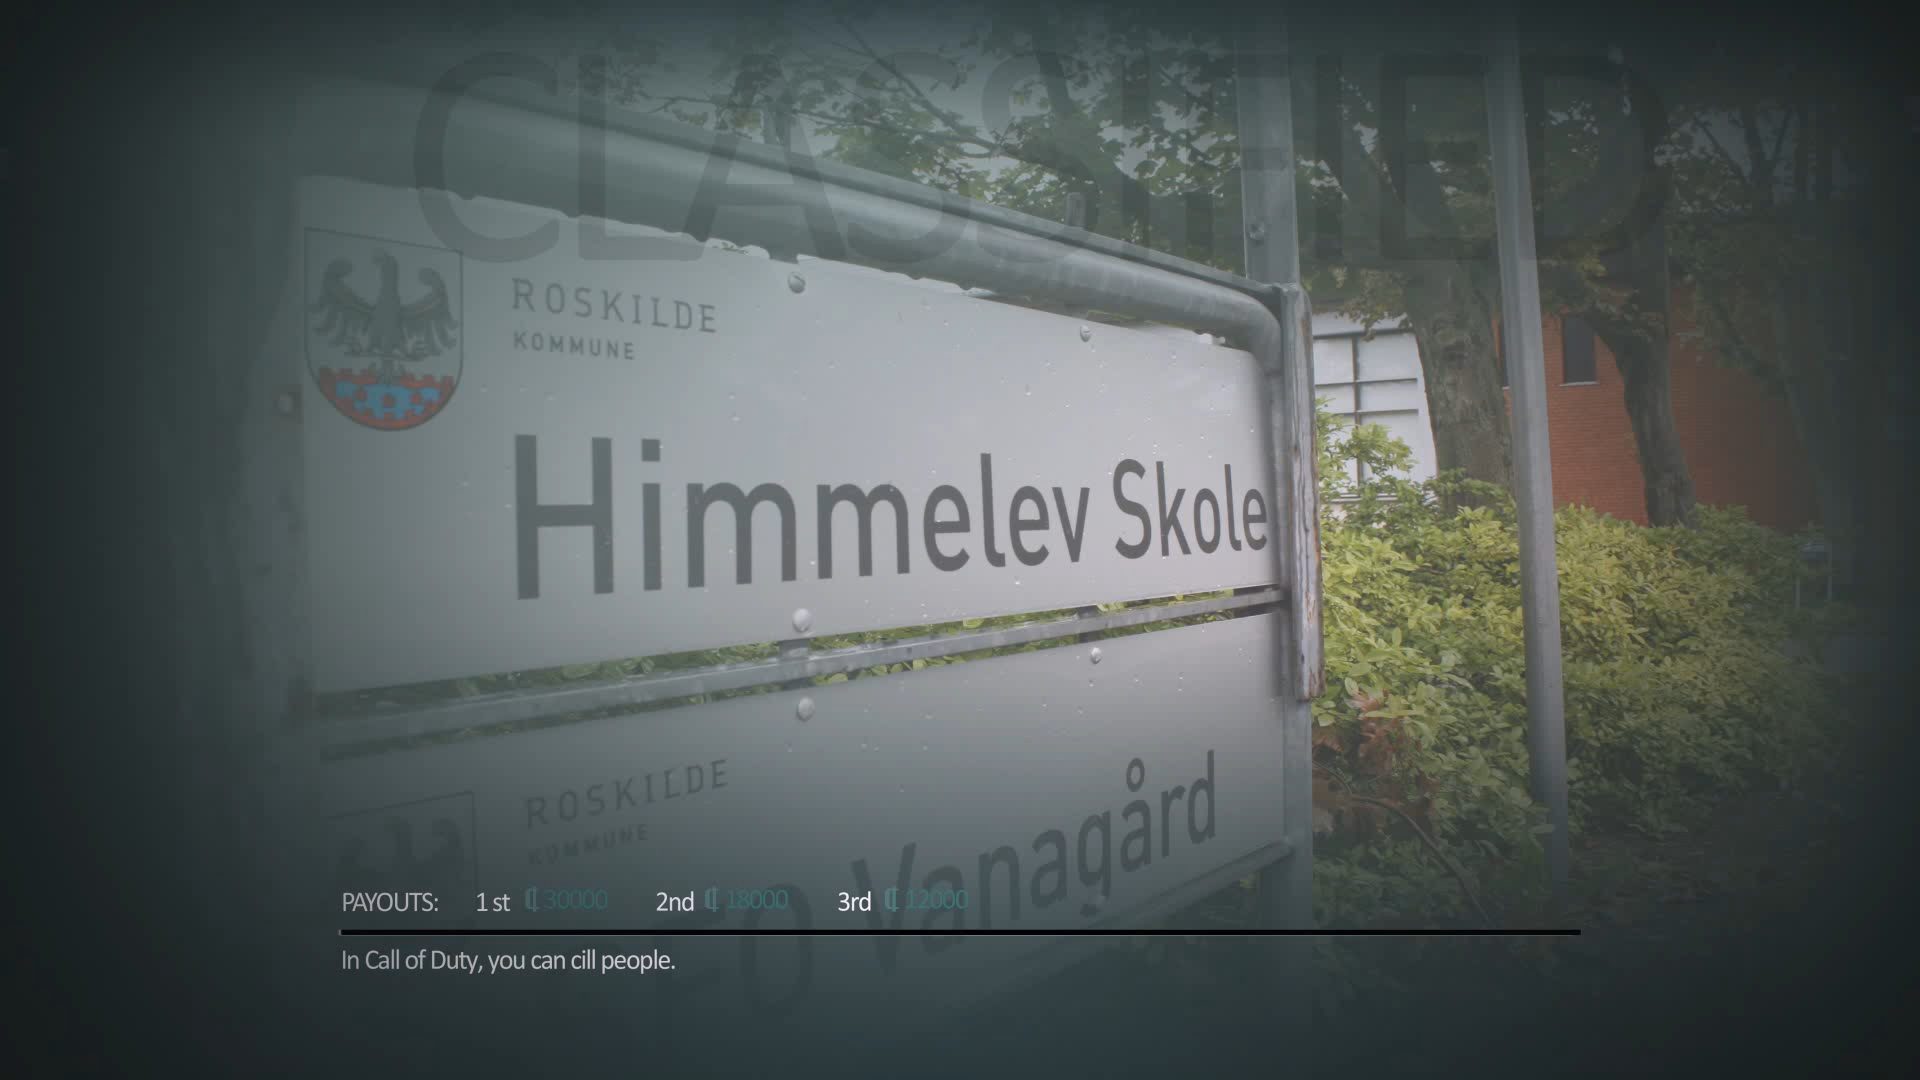 CLASSIFIED
ROSKILDE
KOMMUNE
Himmelev Skole
ROSKILDE
KOMMUNE
Vanagård
PAYOUTS: 1st ₵30000 2nd ₵18000 3rd ₵12000
In Call of Duty, you can cill people.